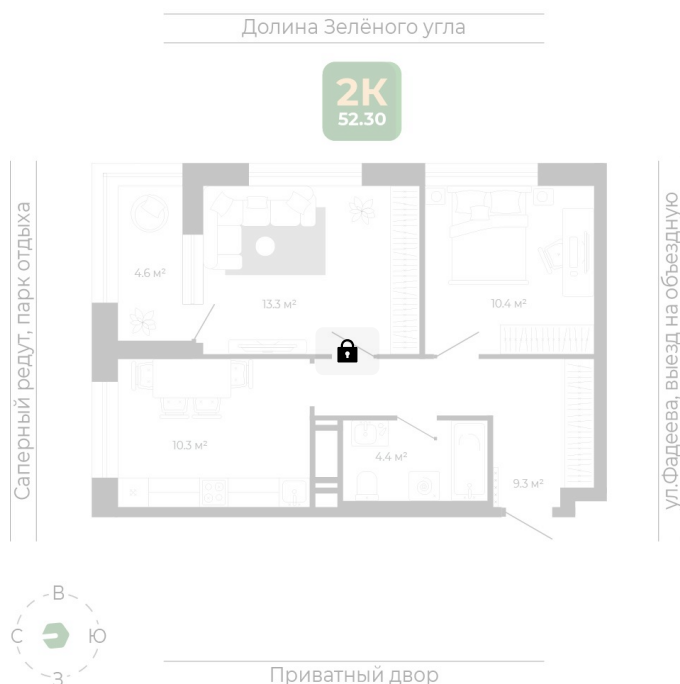 Долина Зелёного угла
2К
52.30
Саперный редут, парк отдыха
ул.Фадеева, выезд на объездную
4.6 м²
13.3 м²
10.4 м²
10.3 м²
4.4 м²
9.3 м²
В
С
Ю
З
Приватный двор